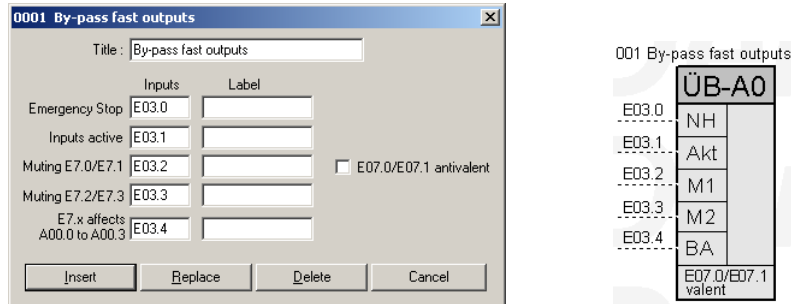 0001 By-pass fast outputs
Title : By-pass fast outputs
Inputs Label
Emergency Stop E03.0
Inputs active E03.1
Muting E7.0/E7.1 E03.2
E07.0/E07.1 antivalent
Muting E7.2/E7.3 E03.3
E7.x affects
A00.0 to A00.3 E03.4
Insert Replace Delete Cancel
001 By-pass fast outputs
ÜB-A0
E03.0 NH
E03.1 Akt
E03.2 M1
E03.3 M2
E03.4 BA
E07.0/E07.1
valent